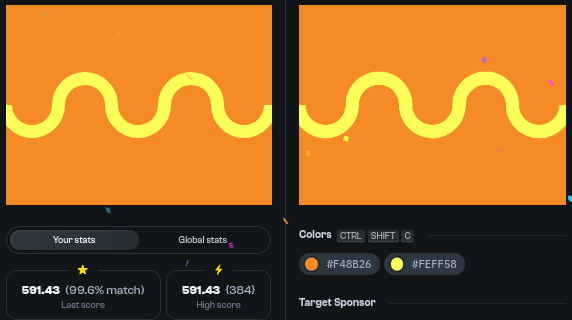 Your stats
Global stats
591.43 (99.6% match)
Last score
591.43 {384}
High score
Colors CTRL SHIFT C
#F48B26
#FEFF58
Target Sponsor